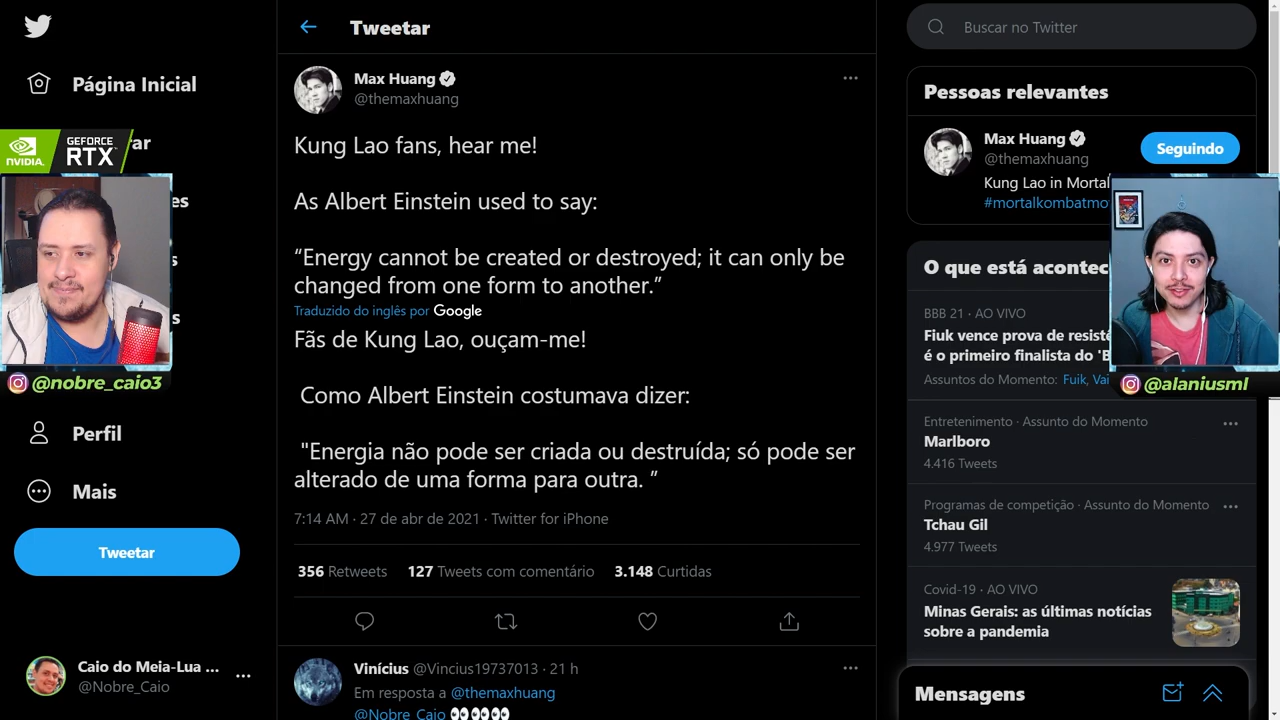 Página Inicial
NVIDIA.
GEFORCE
RTX
ar
es
s
s
@nobre_caio3
Perfil
Mais
Tweetar
Caio do Meia-Lua ...
@Nobre_Caio
Tweetar
Max Huang
@themaxhuang
Kung Lao fans, hear me!
As Albert Einstein used to say:
“Energy cannot be created or destroyed; it can only be
changed from one form to another.”
Traduzido do inglês por Google
Fãs de Kung Lao, ouçam-me!
Como Albert Einstein costumava dizer:
"Energia não pode ser criada ou destruída; só pode ser
alterado de uma forma para outra. ”
7:14 AM · 27 de abr de 2021 · Twitter for iPhone
356 Retweets 127 Tweets com comentário 3.148 Curtidas
Vinícius @Vincius19737013 · 21 h
Em resposta a @themaxhuang
@Nobre_Caio 👀👀👀
Buscar no Twitter
Pessoas relevantes
Max Huang
@themaxhuang
Seguindo
Kung Lao in Mortal
#mortalkombatmo
@alaniusml
O que está acontec
BBB 21 · AO VIVO
Fiuk vence prova de resistê
é o primeiro finalista do 'B
Assuntos do Momento: Fuik, Vai
Entretenimento · Assunto do Momento
Marlboro
4.416 Tweets
Programas de competição · Assunto do Momento
Tchau Gil
4.977 Tweets
Covid-19 · AO VIVO
Minas Gerais: as últimas notícias
sobre a pandemia
Mensagens